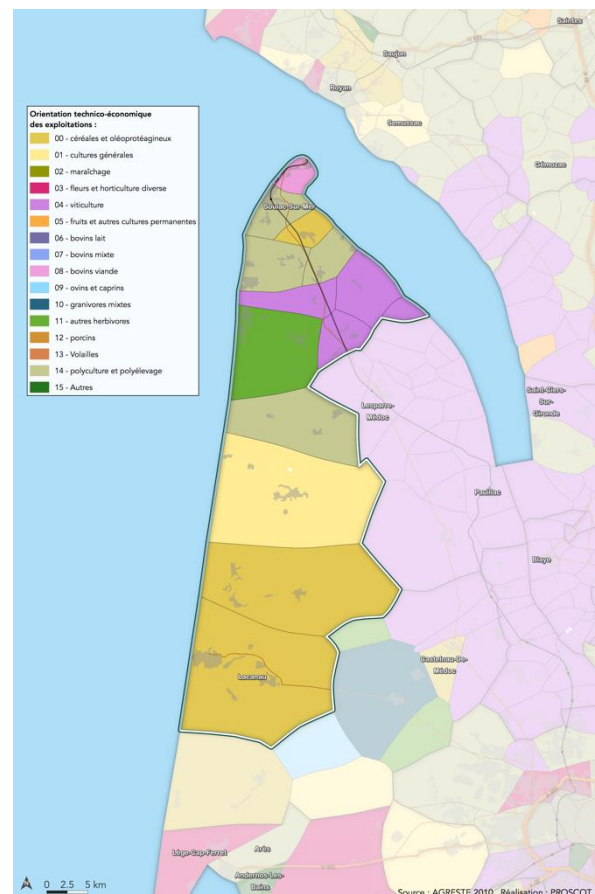 Saintes
Saujon
Royan
Semussac
Gémozac
Orientation technico-économique
des exploitations :
00 - céréales et oléoprotéagineux
01 - cultures générales
02 - maraîchage
03 - fleurs et horticulture diverse
04 - viticulture
05 - fruits et autres cultures permanentes
06 - bovins lait
07 - bovins mixte
08 - bovins viande
09 - ovins et caprins
10 - granivores mixtes
11 - autres herbivores
12 - porcins
13 - Volailles
14 - polyculture et polyélevage
15 - Autres
Soulac-Sur-Mer
Lesparre-
Médoc
Saint-Ciers-
Sur-
Gironde
Pauillac
Blaye
Castelnau-De-
Médoc
Lacanau
Lège-Cap-Ferret
Arès
Andernos-Les-
Bains
0 2.5 5 km
Source : AGRESTE 2010 Réalisation : PROSCOT